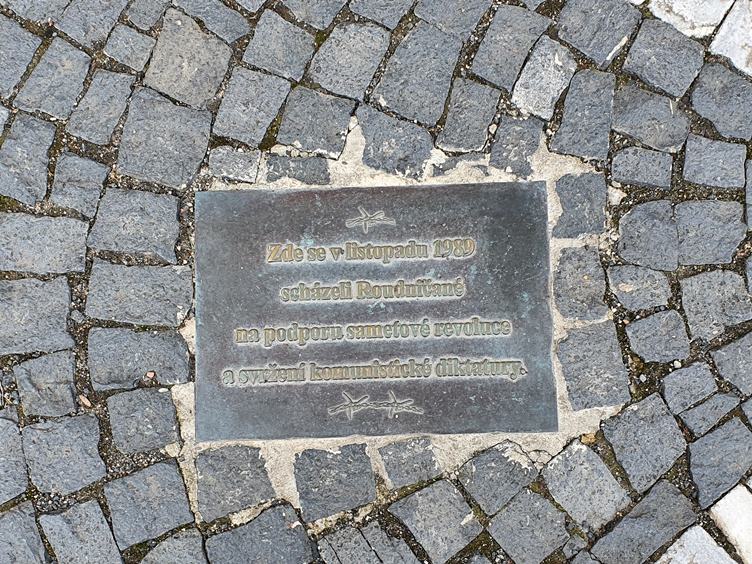 Zde se v listopadu 1989
scházeli Roudničané
na podporu sametové revoluce
a svržení komunistické diktatury.